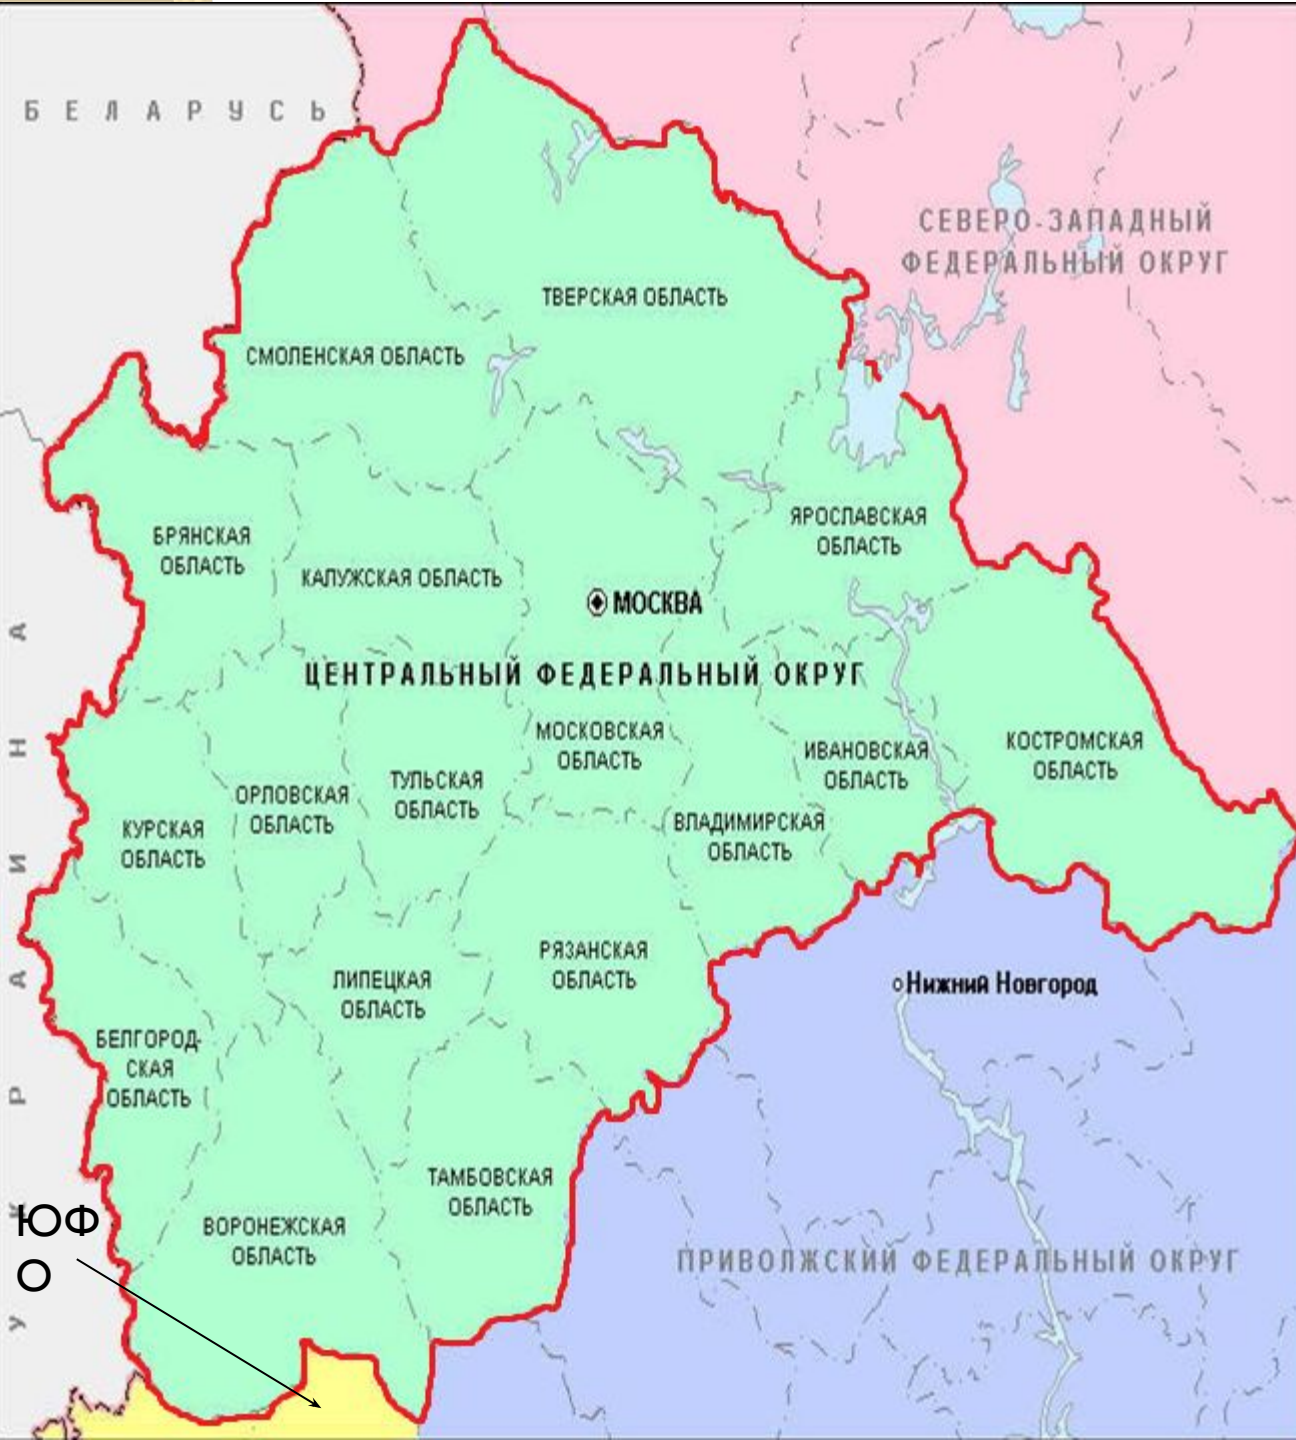 БЕЛАРУСЬ
СЕВЕРО-ЗАПАДНЫЙ
ФЕДЕРАЛЬНЫЙ ОКРУГ
ТВЕРСКАЯ ОБЛАСТЬ
СМОЛЕНСКАЯ ОБЛАСТЬ
ЯРОСЛАВСКАЯ
ОБЛАСТЬ
БРЯНСКАЯ
ОБЛАСТЬ
КАЛУЖСКАЯ ОБЛАСТЬ
МОСКВА
ЦЕНТРАЛЬНЫЙ ФЕДЕРАЛЬНЫЙ ОКРУГ
МОСКОВСКАЯ
ОБЛАСТЬ
ИВАНОВСКАЯ
ОБЛАСТЬ
КОСТРОМСКАЯ
ОБЛАСТЬ
ТУЛЬСКАЯ
ОБЛАСТЬ
ОРЛОВСКАЯ
ОБЛАСТЬ
КУРСКАЯ
ОБЛАСТЬ
ВЛАДИМИРСКАЯ
ОБЛАСТЬ
РЯЗАНСКАЯ
ОБЛАСТЬ
ЛИПЕЦКАЯ
ОБЛАСТЬ
Нижний Новгород
БЕЛГОРОД-
СКАЯ
ОБЛАСТЬ
ТАМБОВСКАЯ
ОБЛАСТЬ
ВОРОНЕЖСКАЯ
ОБЛАСТЬ
ПРИВОЛЖСКИЙ ФЕДЕРАЛЬНЫЙ ОКРУГ
УКРАИНА
ЮФ
О